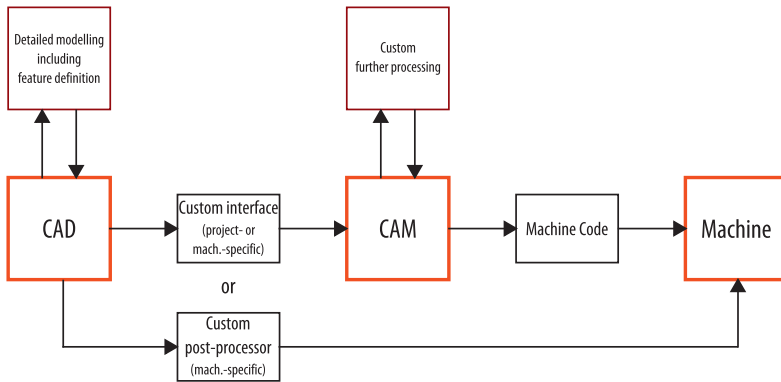 Detailed modelling
including
feature definition
Custom
further processing
CAD
Custom interface
(project- or
mach.-specific)
CAM
Machine Code
Machine
or
Custom
post-processor
(mach.-specific)